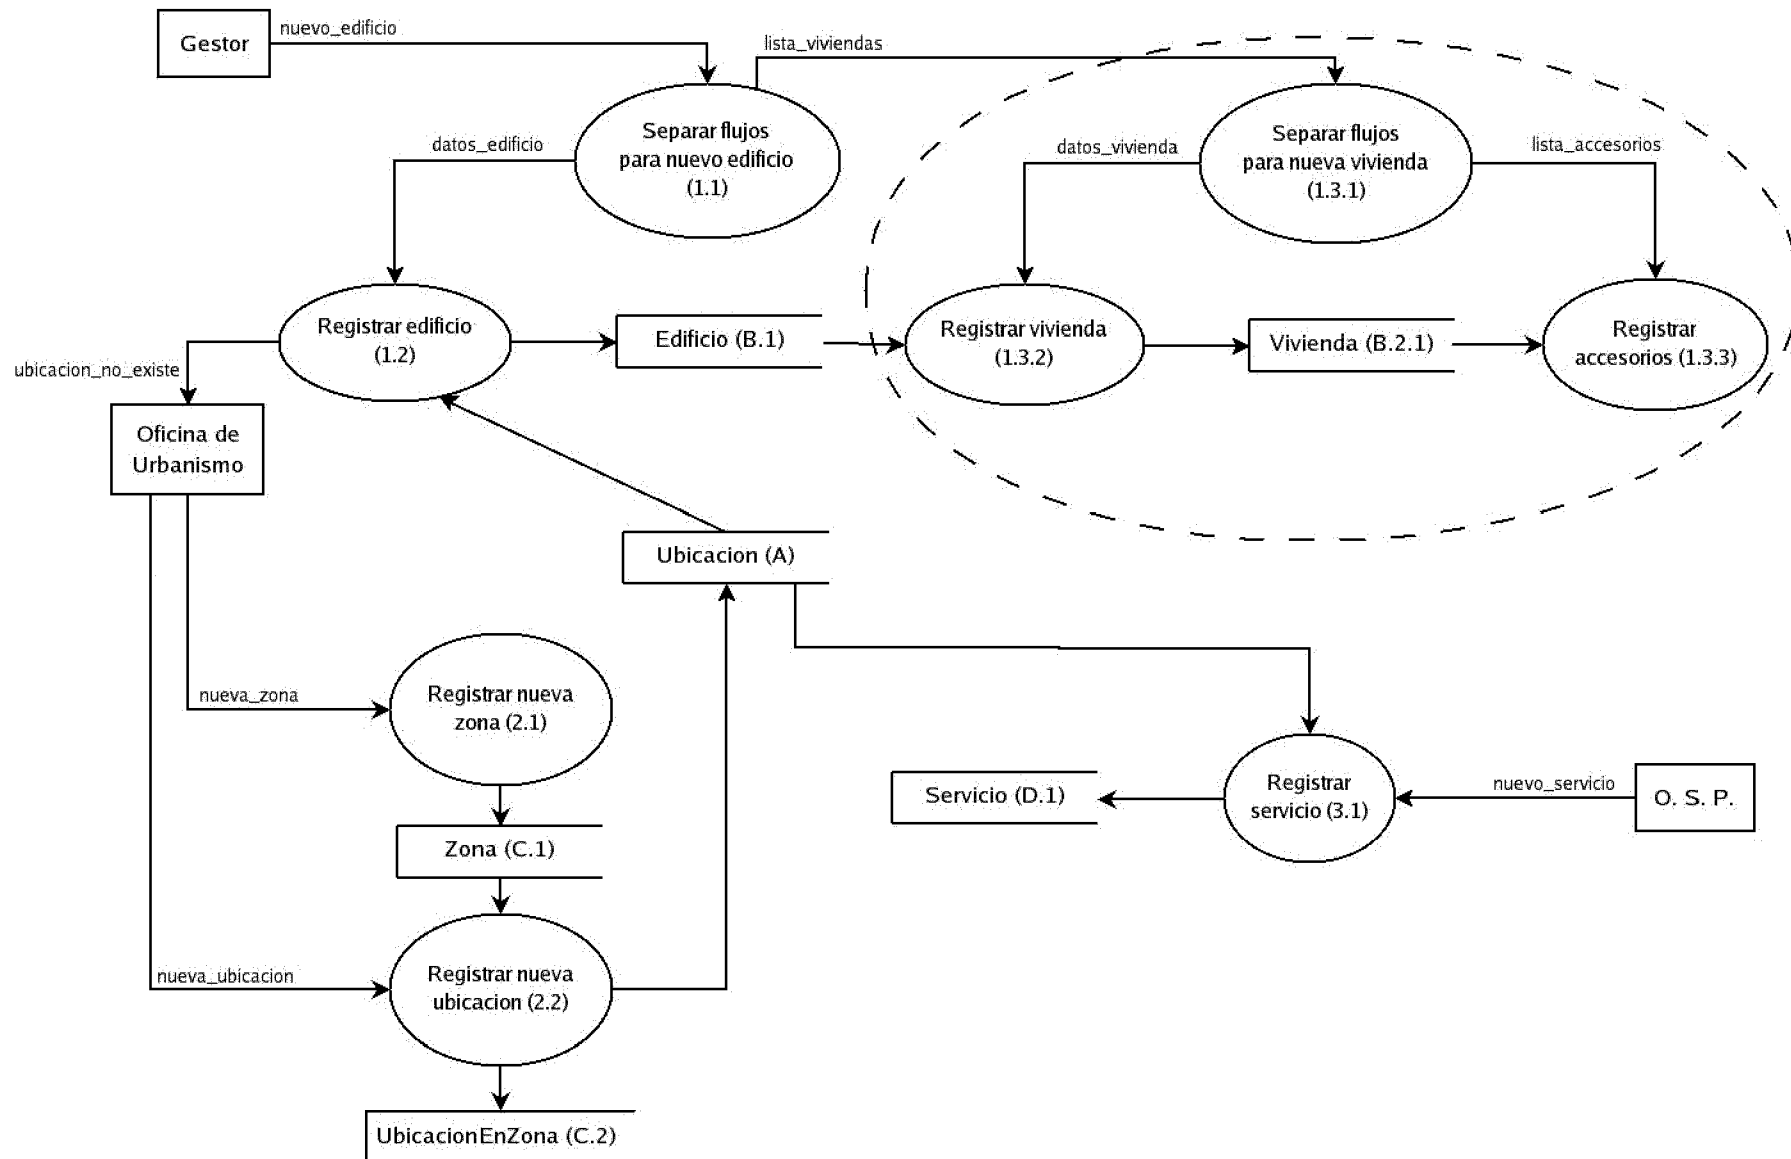 Gestor
nuevo_edificio
lista_viviendas
Separar flujos
para nuevo edificio
(1.1)
datos_edificio
Separar flujos
para nueva vivienda
(1.3.1)
datos_vivienda
lista_accesorios
Registrar edificio
(1.2)
Edificio (B.1)
Registrar vivienda
(1.3.2)
Vivienda (B.2.1)
Registrar
accesorios (1.3.3)
ubicacion_no_existe
Oficina de
Urbanismo
Ubicacion (A)
Registrar nueva
zona (2.1)
nueva_zona
Servicio (D.1)
Registrar
servicio (3.1)
nuevo_servicio
O. S. P.
Zona (C.1)
nueva_ubicacion
Registrar nueva
ubicacion (2.2)
UbicacionEnZona (C.2)